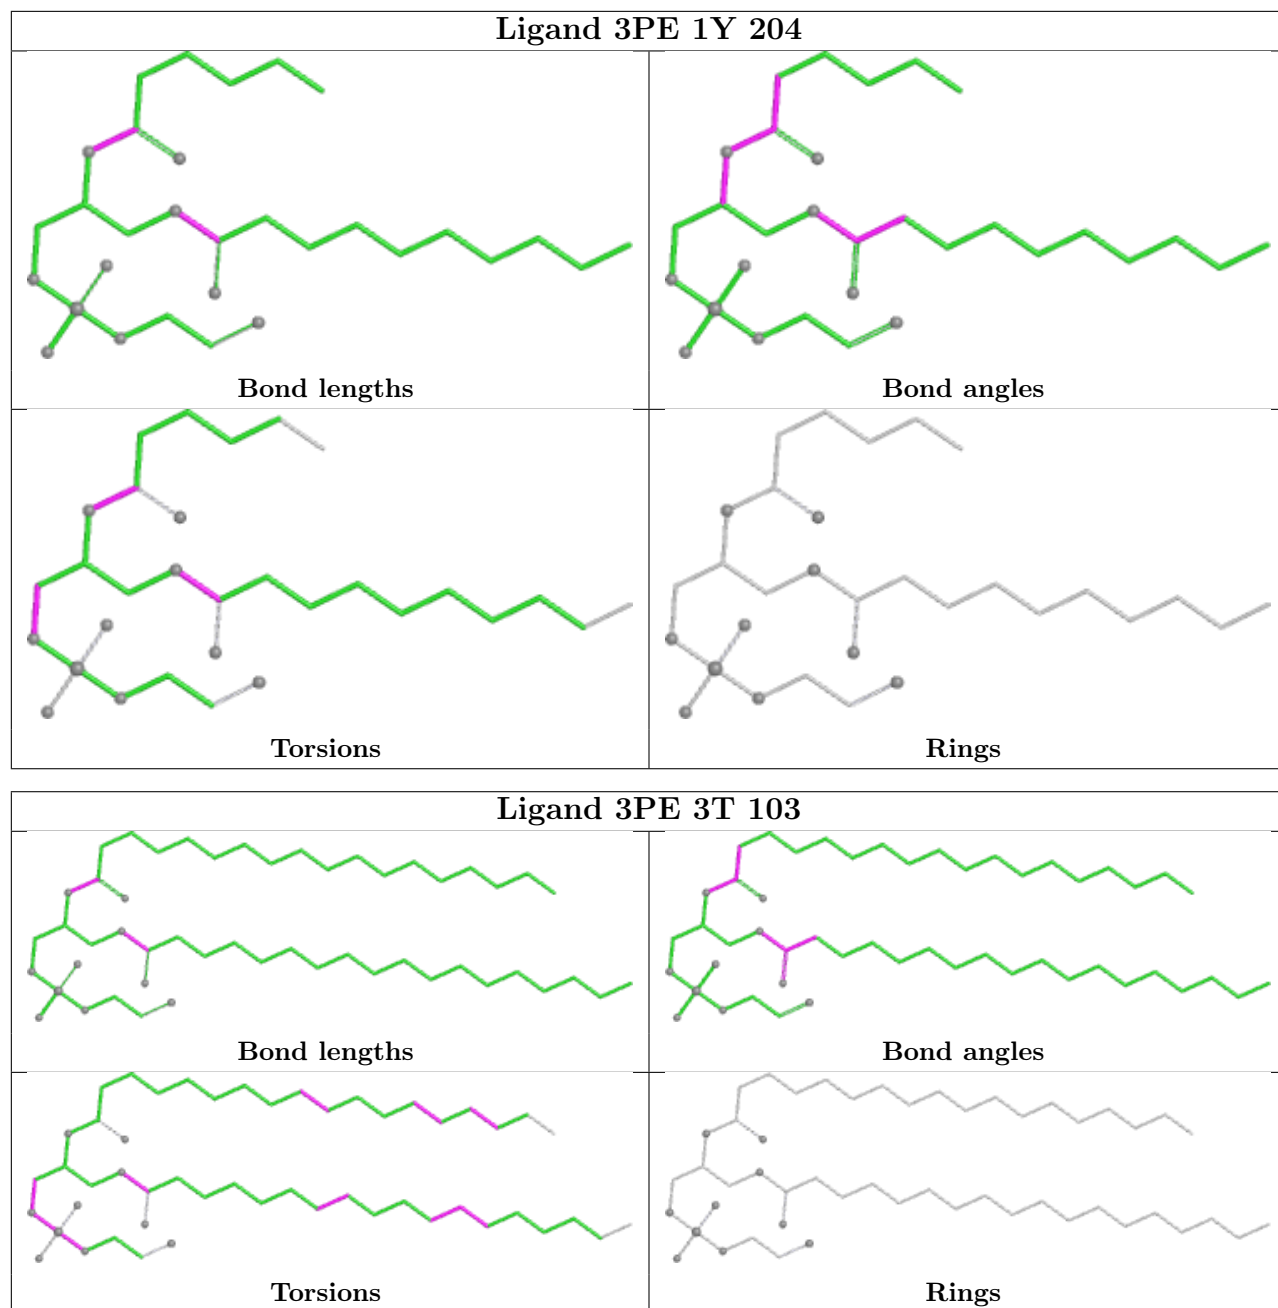 Ligand 3PE 1Y 204
Bond lengths
Bond angles
Torsions
Rings
Ligand 3PE 3T 103
Bond lengths
Bond angles
Torsions
Rings